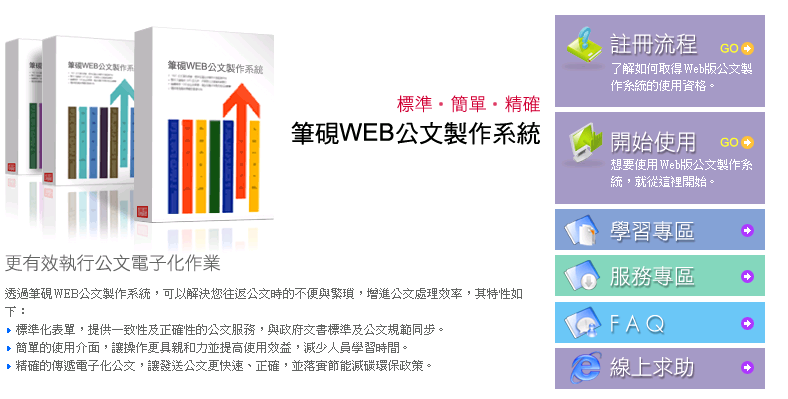 筆硯WEB公文製作系統
標準・簡單・精確
筆硯WEB公文製作系統
更有效執行公文電子化作業
透過筆硯WEB公文製作系統，可以解決您往返公文時的不便與繁瑣，增進公文處理效率，其特性如
下：
標準化表單，提供一致性及正確性的公文服務，與政府文書標準及公文規範同步。
簡單的使用介面，讓操作更具親和力並提高使用效益，減少人員學習時間。
精確的傳遞電子化公文，讓發送公文更快速、正確，並落實節能減碳環保政策。
註冊流程 GO
了解如何取得Web版公文製
作系統的使用資格。
開始使用 GO
想要使用Web版公文製作系
統，就從這裡開始。
學習專區
服務專區
FAQ
線上求助